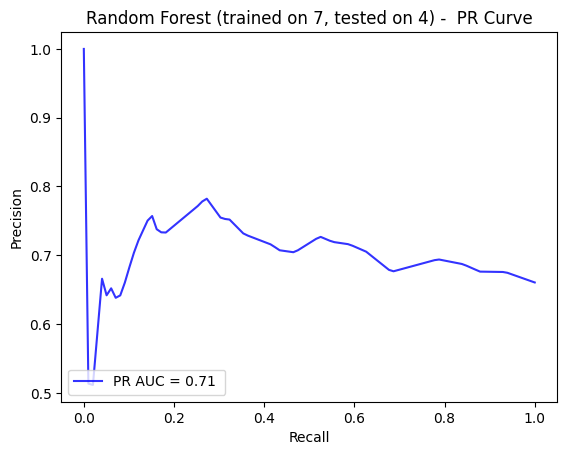 Random Forest (trained on 7, tested on 4) -  PR Curve
1.0
0.9
0.8
0.7
0.6
0.5
Precision
PR AUC = 0.71
0.0 0.2 0.4 0.6 0.8 1.0
Recall